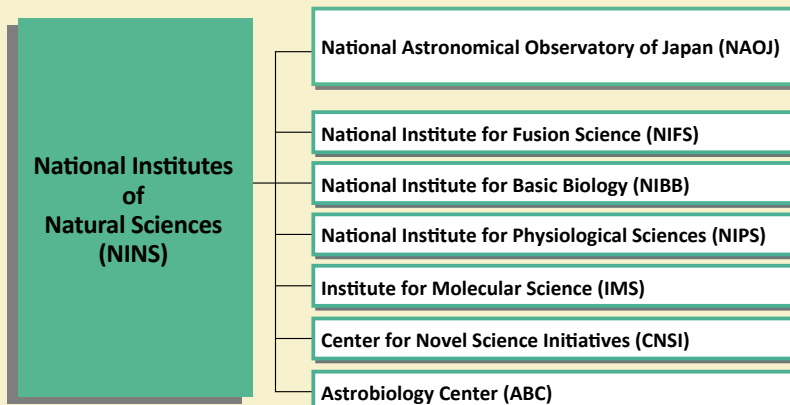 National Institutes
of
Natural Sciences
(NINS)
National Astronomical Observatory of Japan (NAOJ)
National Institute for Fusion Science (NIFS)
National Institute for Basic Biology (NIBB)
National Institute for Physiological Sciences (NIPS)
Institute for Molecular Science (IMS)
Center for Novel Science Initiatives (CNSI)
Astrobiology Center (ABC)